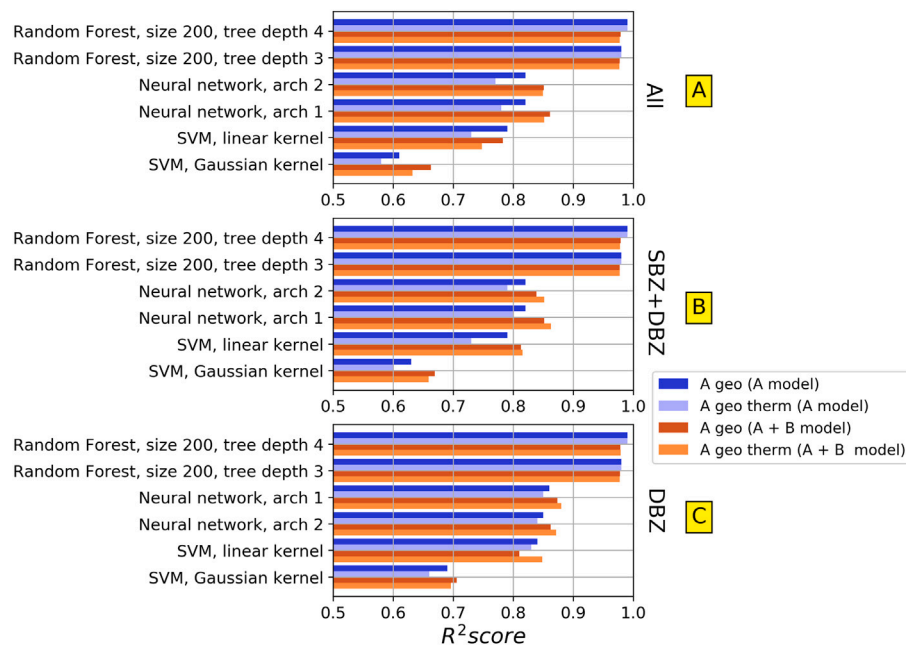 Random Forest, size 200, tree depth 4
Random Forest, size 200, tree depth 3
Neural network, arch 2
Neural network, arch 1
SVM, linear kernel
SVM, Gaussian kernel
0.5 0.6 0.7 0.8 0.9 1.0
All
A
Random Forest, size 200, tree depth 4
Random Forest, size 200, tree depth 3
Neural network, arch 2
Neural network, arch 1
SVM, linear kernel
SVM, Gaussian kernel
0.5 0.6 0.7 0.8 0.9 1.0
SBZ+DBZ
B
A geo (A model)
A geo therm (A model)
A geo (A + B model)
A geo therm (A + B model)
Random Forest, size 200, tree depth 4
Random Forest, size 200, tree depth 3
Neural network, arch 1
Neural network, arch 2
SVM, linear kernel
SVM, Gaussian kernel
0.5 0.6 0.7 0.8 0.9 1.0
DBZ
C
R²score